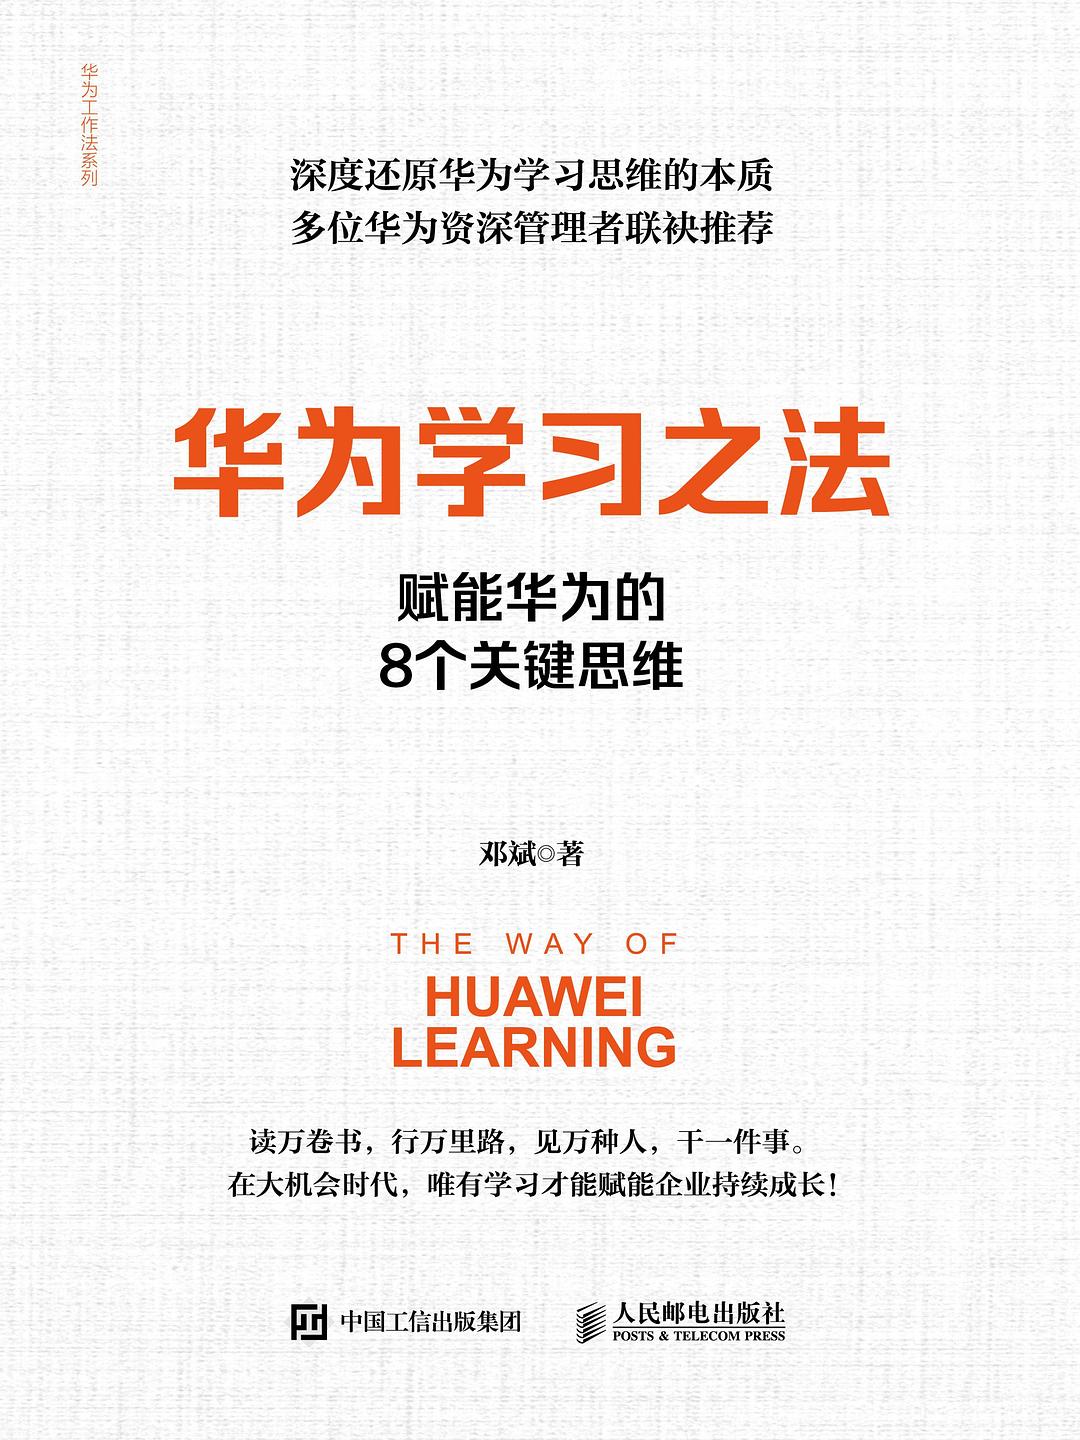 华为工作法系列
深度还原华为学习思维的本质
多位华为资深管理者联袂推荐
华为学习之法
赋能华为的
8个关键思维
邓斌◎著
THE WAY OF
HUAWEI
LEARNING
读万卷书，行万里路，见万种人，干一件事。
在大机会时代，唯有学习才能赋能企业持续成长！
中国工信出版集团
人民邮电出版社
POSTS & TELECOM PRESS